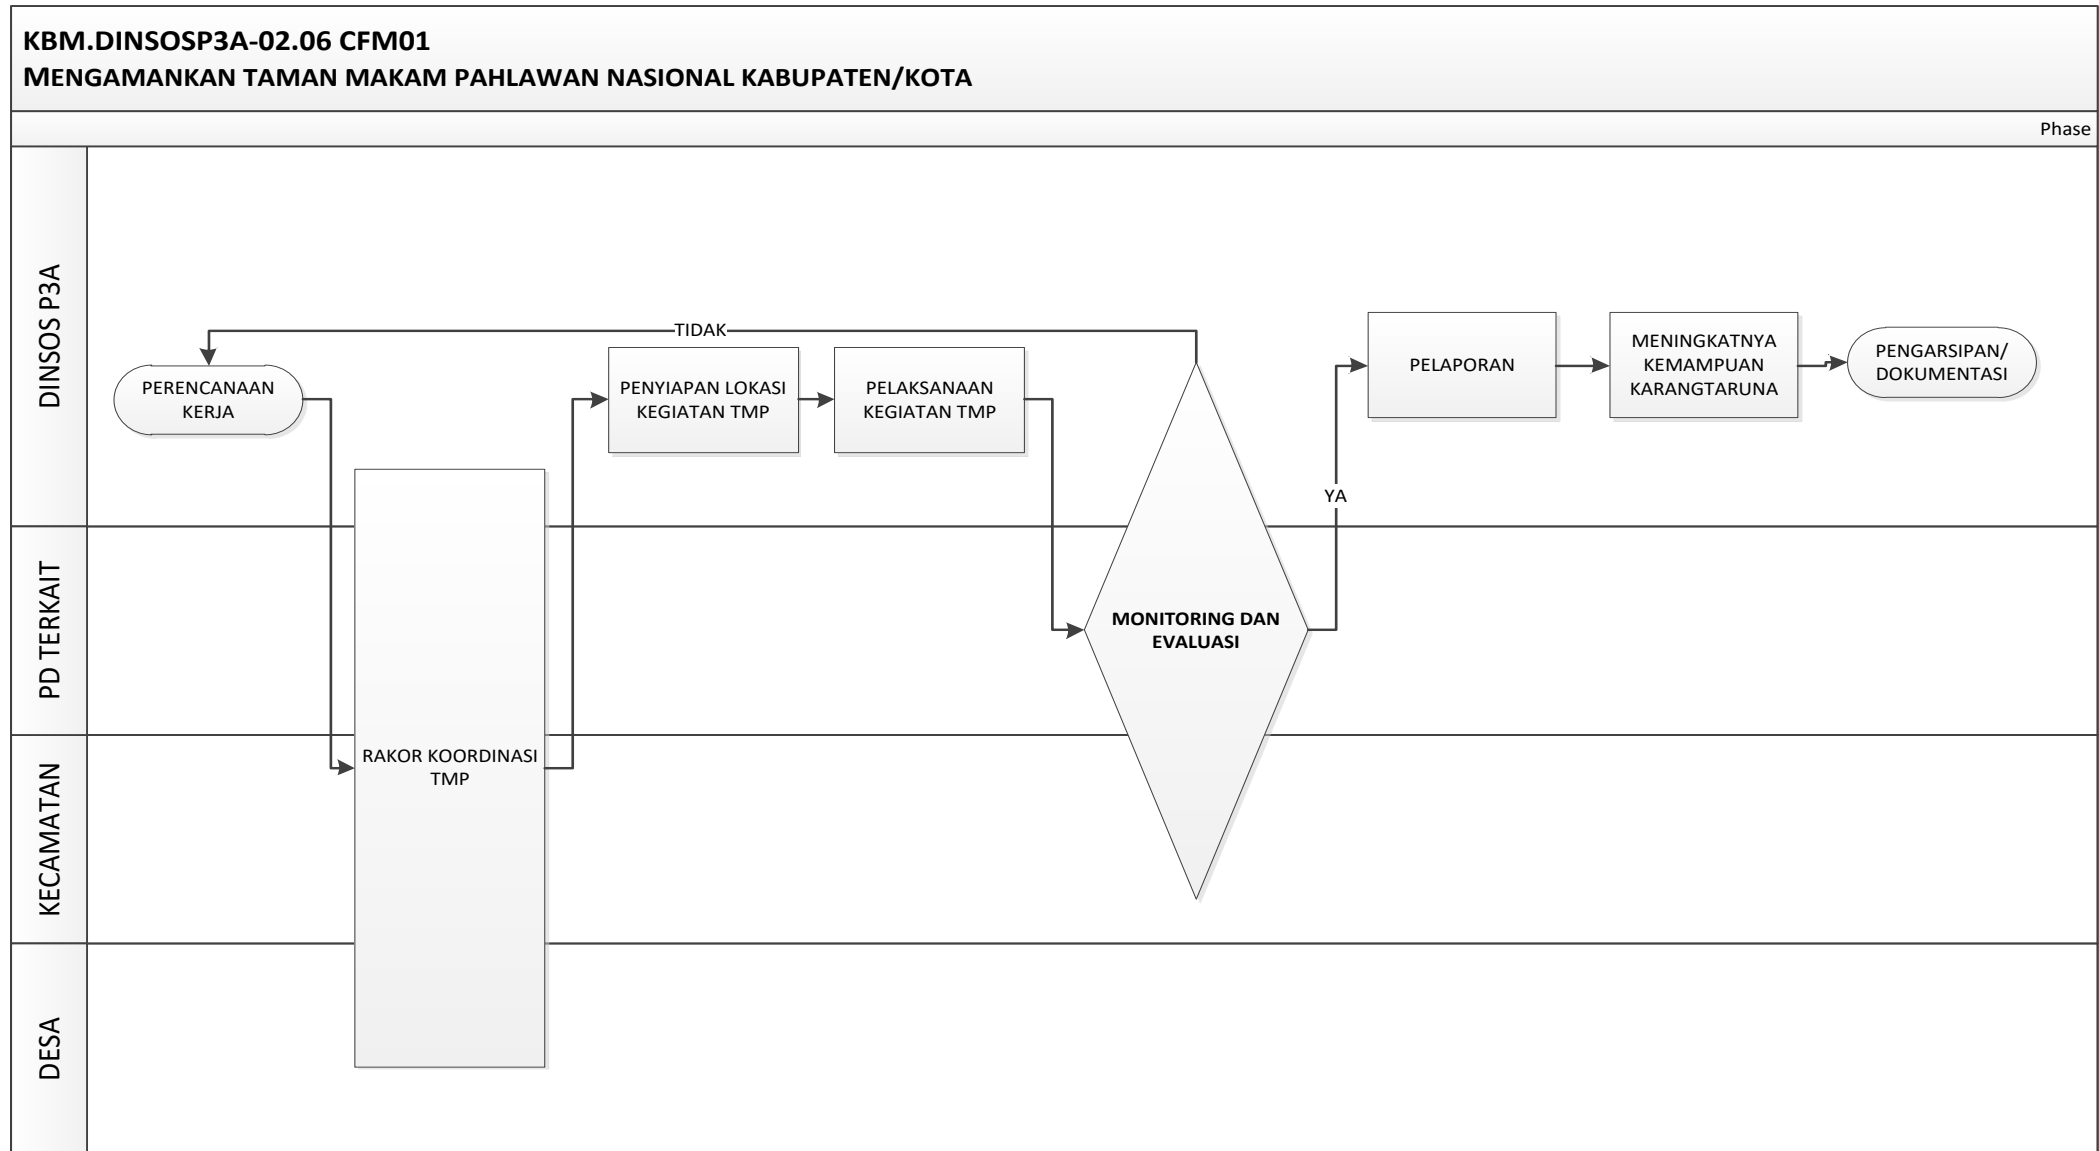 KBM.DINSOSP3A-02.06 CFM01
MENGAMANKAN TAMAN MAKAM PAHLAWAN NASIONAL KABUPATEN/KOTA
Phase
DINSOS P3A
PERENCANAAN
KERJA
TIDAK
PENYIAPAN LOKASI
KEGIATAN TMP
PELAKSANAAN
KEGIATAN TMP
PELAPORAN
MENINGKATNYA
KEMAMPUAN
KARANGTARUNA
PENGARSIPAN/
DOKUMENTASI
YA
PD TERKAIT
MONITORING DAN
EVALUASI
KECAMATAN
RAKOR KOORDINASI
TMP
DESA